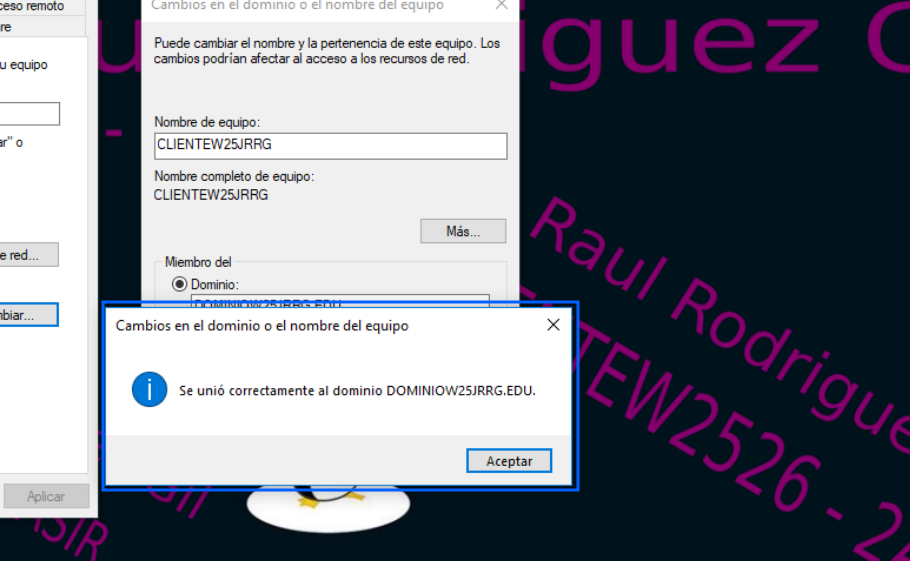 ceso remoto
re
u equipo
ar" o
e red...
mbiar...
Aplicar
Cambios en el dominio o el nombre del equipo
Puede cambiar el nombre y la pertenencia de este equipo. Los
cambios podrían afectar al acceso a los recursos de red.
Nombre de equipo:
CLIENTEW25JRRG
Nombre completo de equipo:
CLIENTEW25JRRG
Más...
Miembro del
Dominio:
DOMINIOW25JRRG.EDU
Cambios en el dominio o el nombre del equipo
Se unió correctamente al dominio DOMINIOW25JRRG.EDU.
Aceptar
guez
Raul Rodrigue
TEW2526 - 2
Gil
ASIR